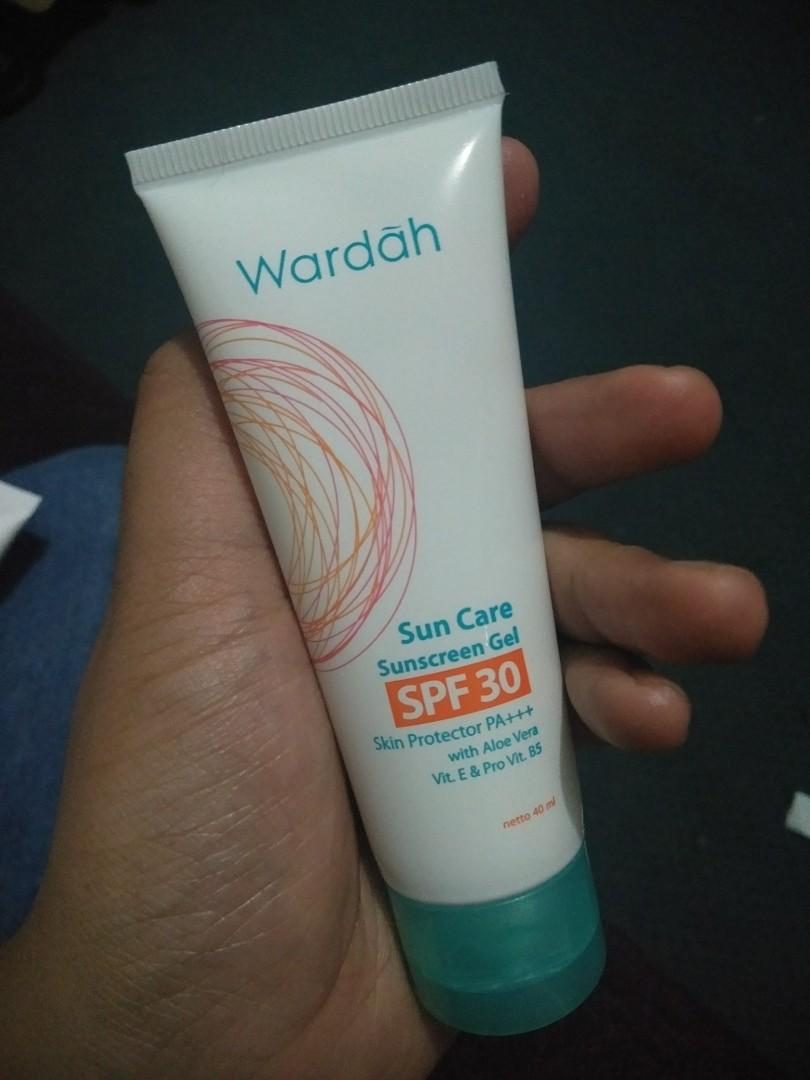 Wardãh
Sun Care
Sunscreen Gel
SPF 30
Skin Protector PA+++
with Aloe Vera
Vit. E & Pro Vit. B5
netto 40 ml